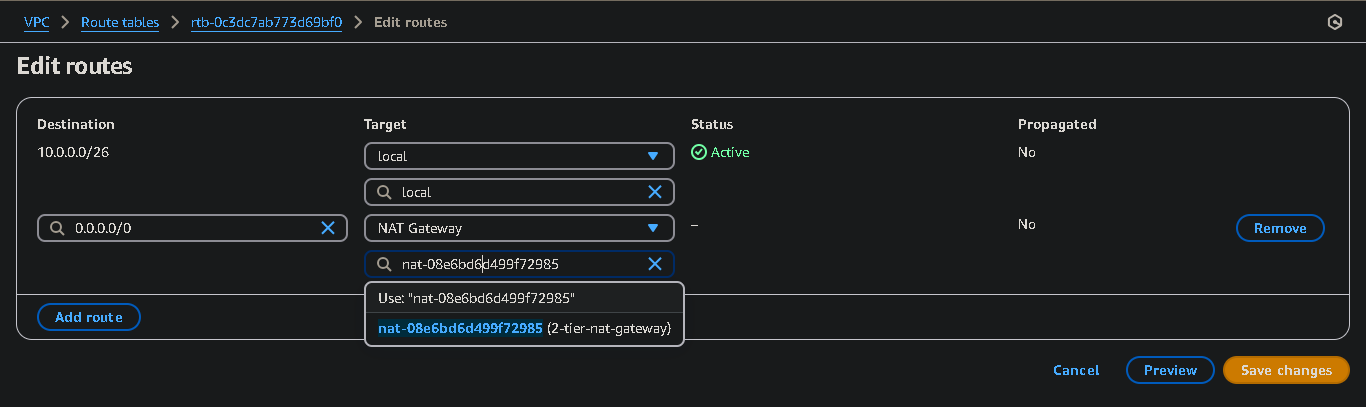 VPC > Route tables > rtb-0c3dc7ab773d69bf0 > Edit routes
Edit routes
Destination Target Status Propagated
10.0.0.0/26 local Active No
local
0.0.0.0/0 NAT Gateway – No Remove
nat-08e6bd6d499f72985
Use: "nat-08e6bd6d499f72985"
Add route
nat-08e6bd6d499f72985 (2-tier-nat-gateway)
Cancel Preview Save changes